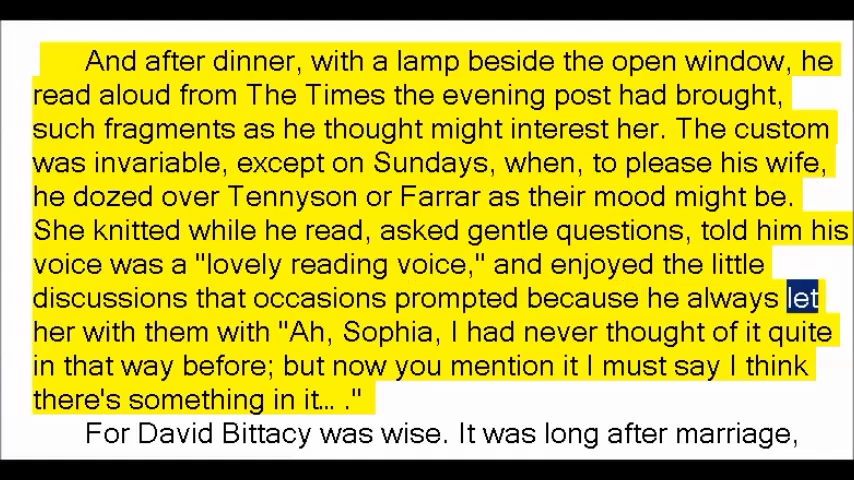 And after dinner, with a lamp beside the open window, he
read aloud from The Times the evening post had brought,
such fragments as he thought might interest her. The custom
was invariable, except on Sundays, when, to please his wife,
he dozed over Tennyson or Farrar as their mood might be.
She knitted while he read, asked gentle questions, told him his
voice was a "lovely reading voice," and enjoyed the little
discussions that occasions prompted because he always let
her with them with "Ah, Sophia, I had never thought of it quite
in that way before; but now you mention it I must say I think
there's something in it... ."
For David Bittacy was wise. It was long after marriage,